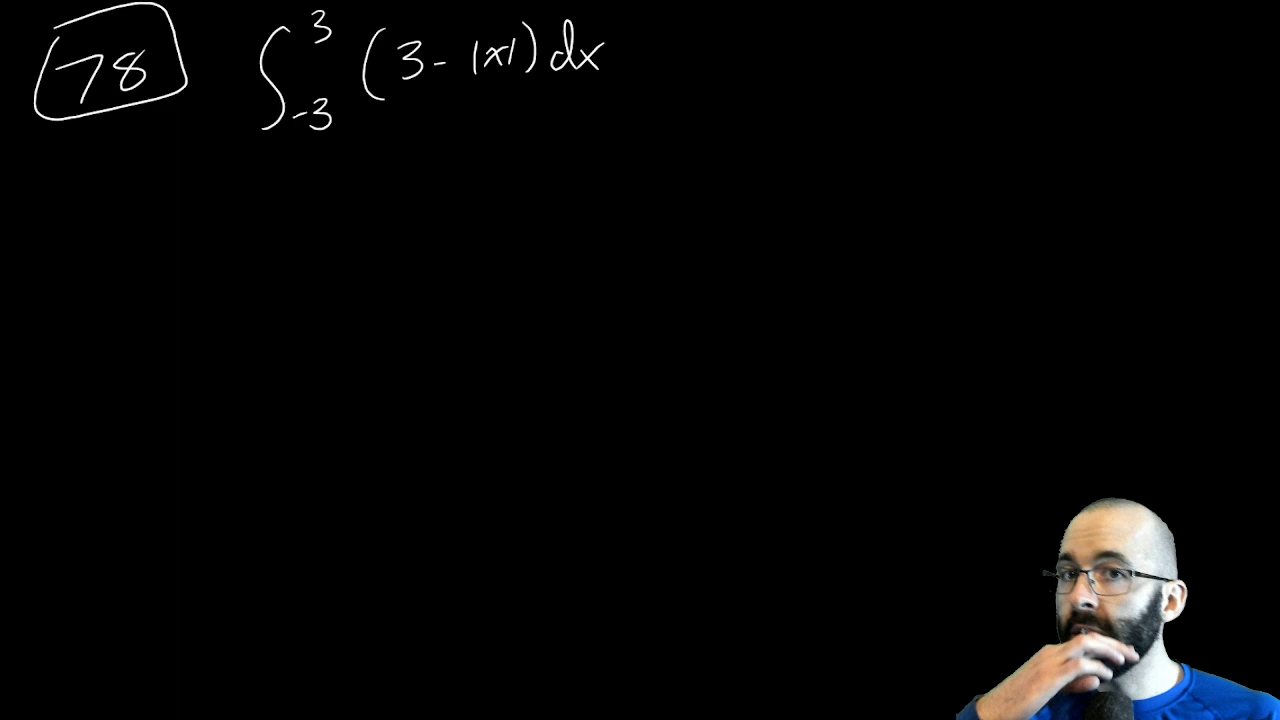 78 ∫_{-3}^{3} (3 - |x|) dx